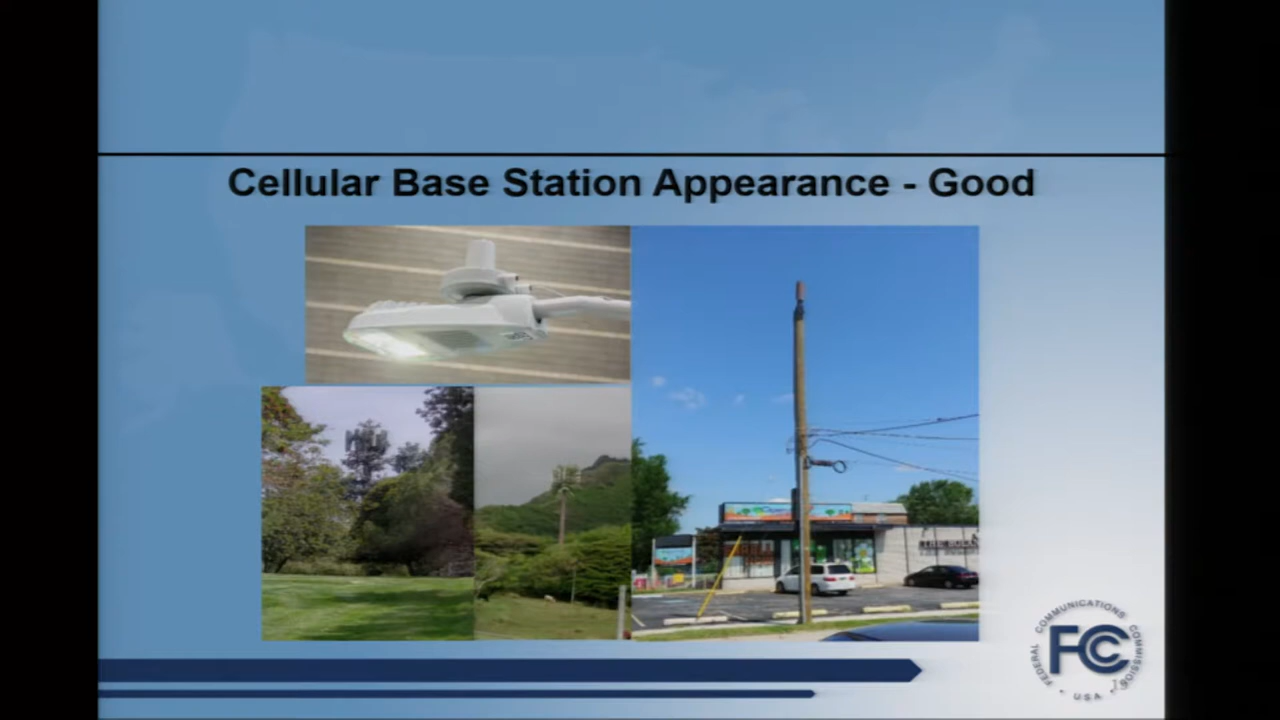 Cellular Base Station Appearance - Good
FEDERAL COMMUNICATIONS COMMISSION
FCC
• USA •